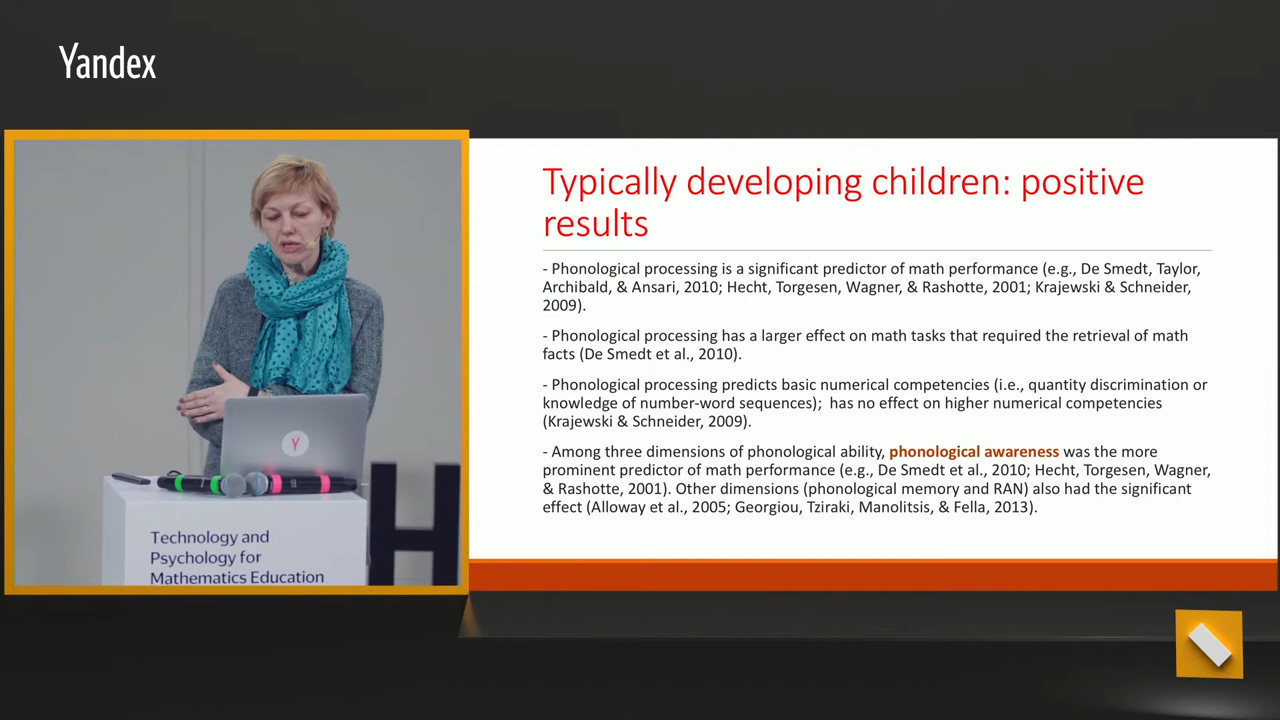 Yandex
Typically developing children: positive
results
- Phonological processing is a significant predictor of math performance (e.g., De Smedt, Taylor,
Archibald, & Ansari, 2010; Hecht, Torgesen, Wagner, & Rashotte, 2001; Krajewski & Schneider,
2009).
- Phonological processing has a larger effect on math tasks that required the retrieval of math
facts (De Smedt et al., 2010).
- Phonological processing predicts basic numerical competencies (i.e., quantity discrimination or
knowledge of number-word sequences); has no effect on higher numerical competencies
(Krajewski & Schneider, 2009).
- Among three dimensions of phonological ability, phonological awareness was the more
prominent predictor of math performance (e.g., De Smedt et al., 2010; Hecht, Torgesen, Wagner,
& Rashotte, 2001). Other dimensions (phonological memory and RAN) also had the significant
effect (Alloway et al., 2005; Georgiou, Tziraki, Manolitsis, & Fella, 2013).
Y
H
Technology and
Psychology for
Mathematics Education